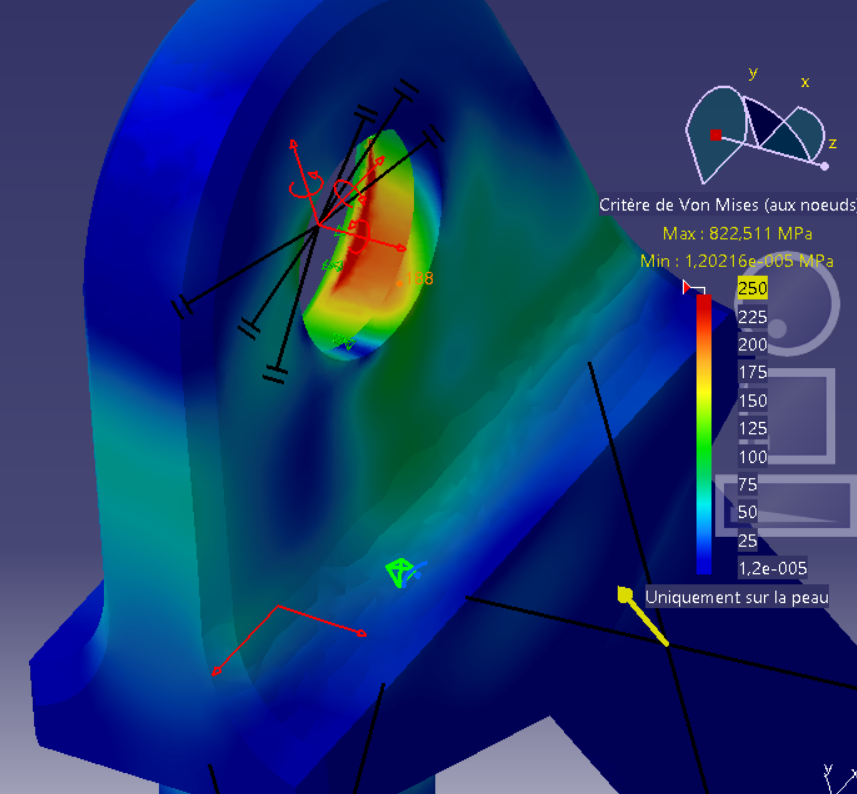 y
x
z
Critère de Von Mises (aux noeuds
Max : 822,511 MPa
Min : 1,20216e-005 MPa
188
250
225
200
175
150
125
100
75
50
25
1,2e-005
Uniquement sur la peau
y
x